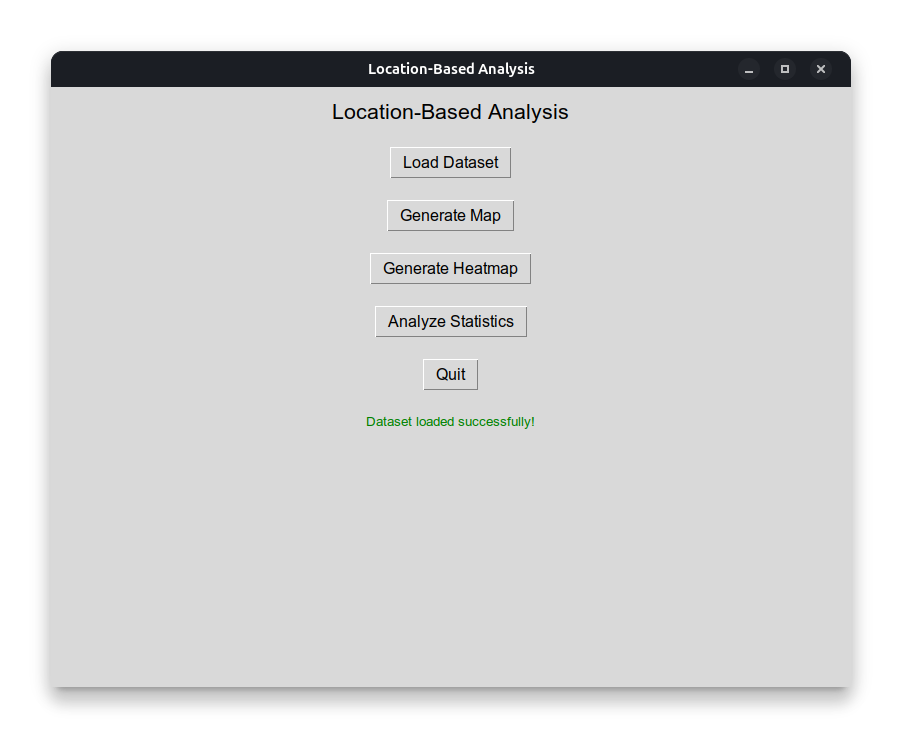 Location-Based Analysis
Location-Based Analysis
Load Dataset
Generate Map
Generate Heatmap
Analyze Statistics
Quit
Dataset loaded successfully!